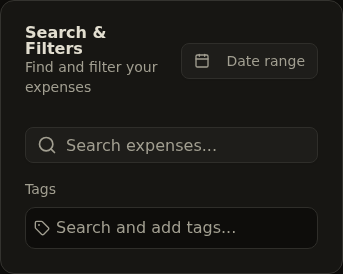 Search &
Filters
Find and filter your
expenses
Date range
Search expenses...
Tags
Search and add tags...